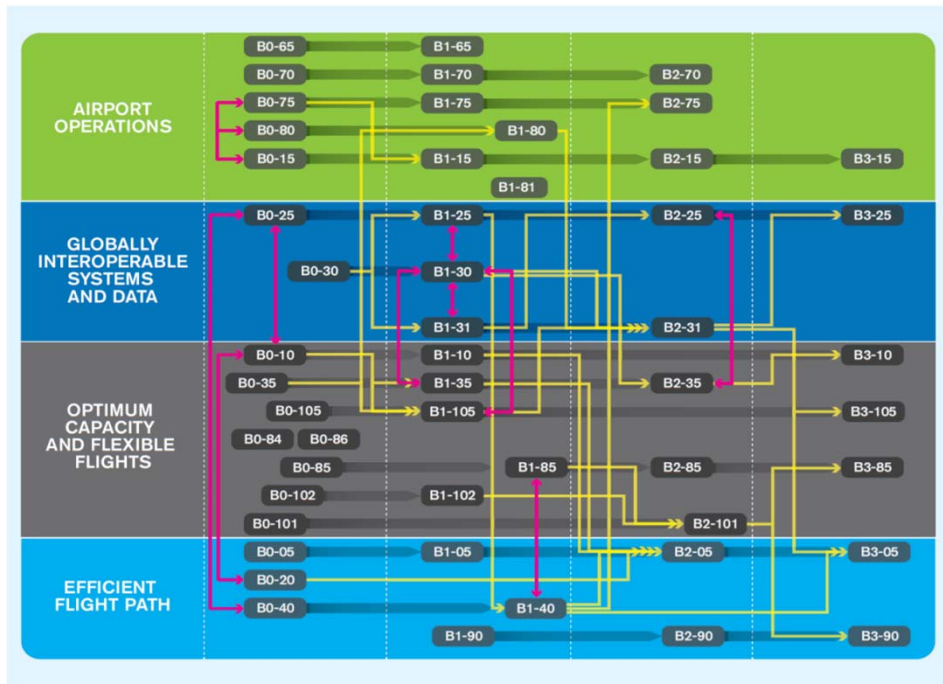 AIRPORT
OPERATIONS
B0-65 B1-65
B0-70 B1-70 B2-70
B0-75 B1-75 B2-75
B0-80 B1-80
B0-15 B1-15 B2-15 B3-15
B1-81
GLOBALLY
INTEROPERABLE
SYSTEMS
AND DATA
B0-25 B1-25 B2-25 B3-25
B0-30 B1-30
B1-31 B2-31
OPTIMUM
CAPACITY
AND FLEXIBLE
FLIGHTS
B0-10 B1-10 B3-10
B0-35 B1-35 B2-35
B0-105 B1-105 B3-105
B0-84 B0-86
B0-85 B1-85 B2-85 B3-85
B0-102 B1-102
B0-101 B2-101
EFFICIENT
FLIGHT PATH
B0-05 B1-05 B2-05 B3-05
B0-20
B0-40 B1-40
B1-90 B2-90 B3-90